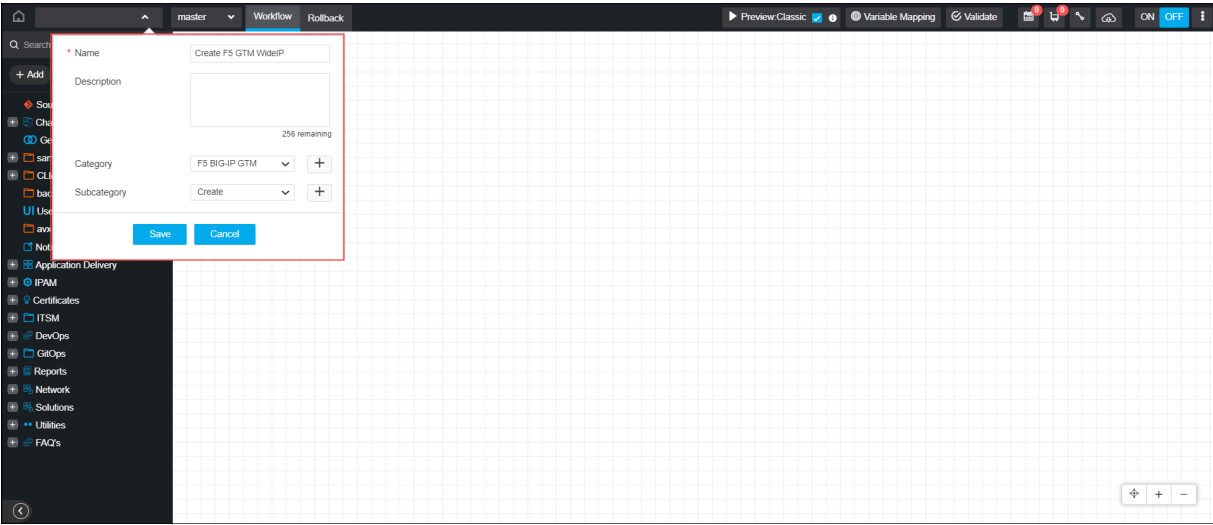 master
Workflow
Rollback
Preview:Classic
Variable Mapping
Validate
0
0
ON
OFF
Search
* Name
Create F5 GTM WideIP
+ Add
Description
256 remaining
Category
F5 BIG-IP GTM
Subcategory
Create
Save
Cancel
Application Delivery
IPAM
Certificates
ITSM
DevOps
GitOps
Reports
Network
Solutions
Utilities
FAQ's